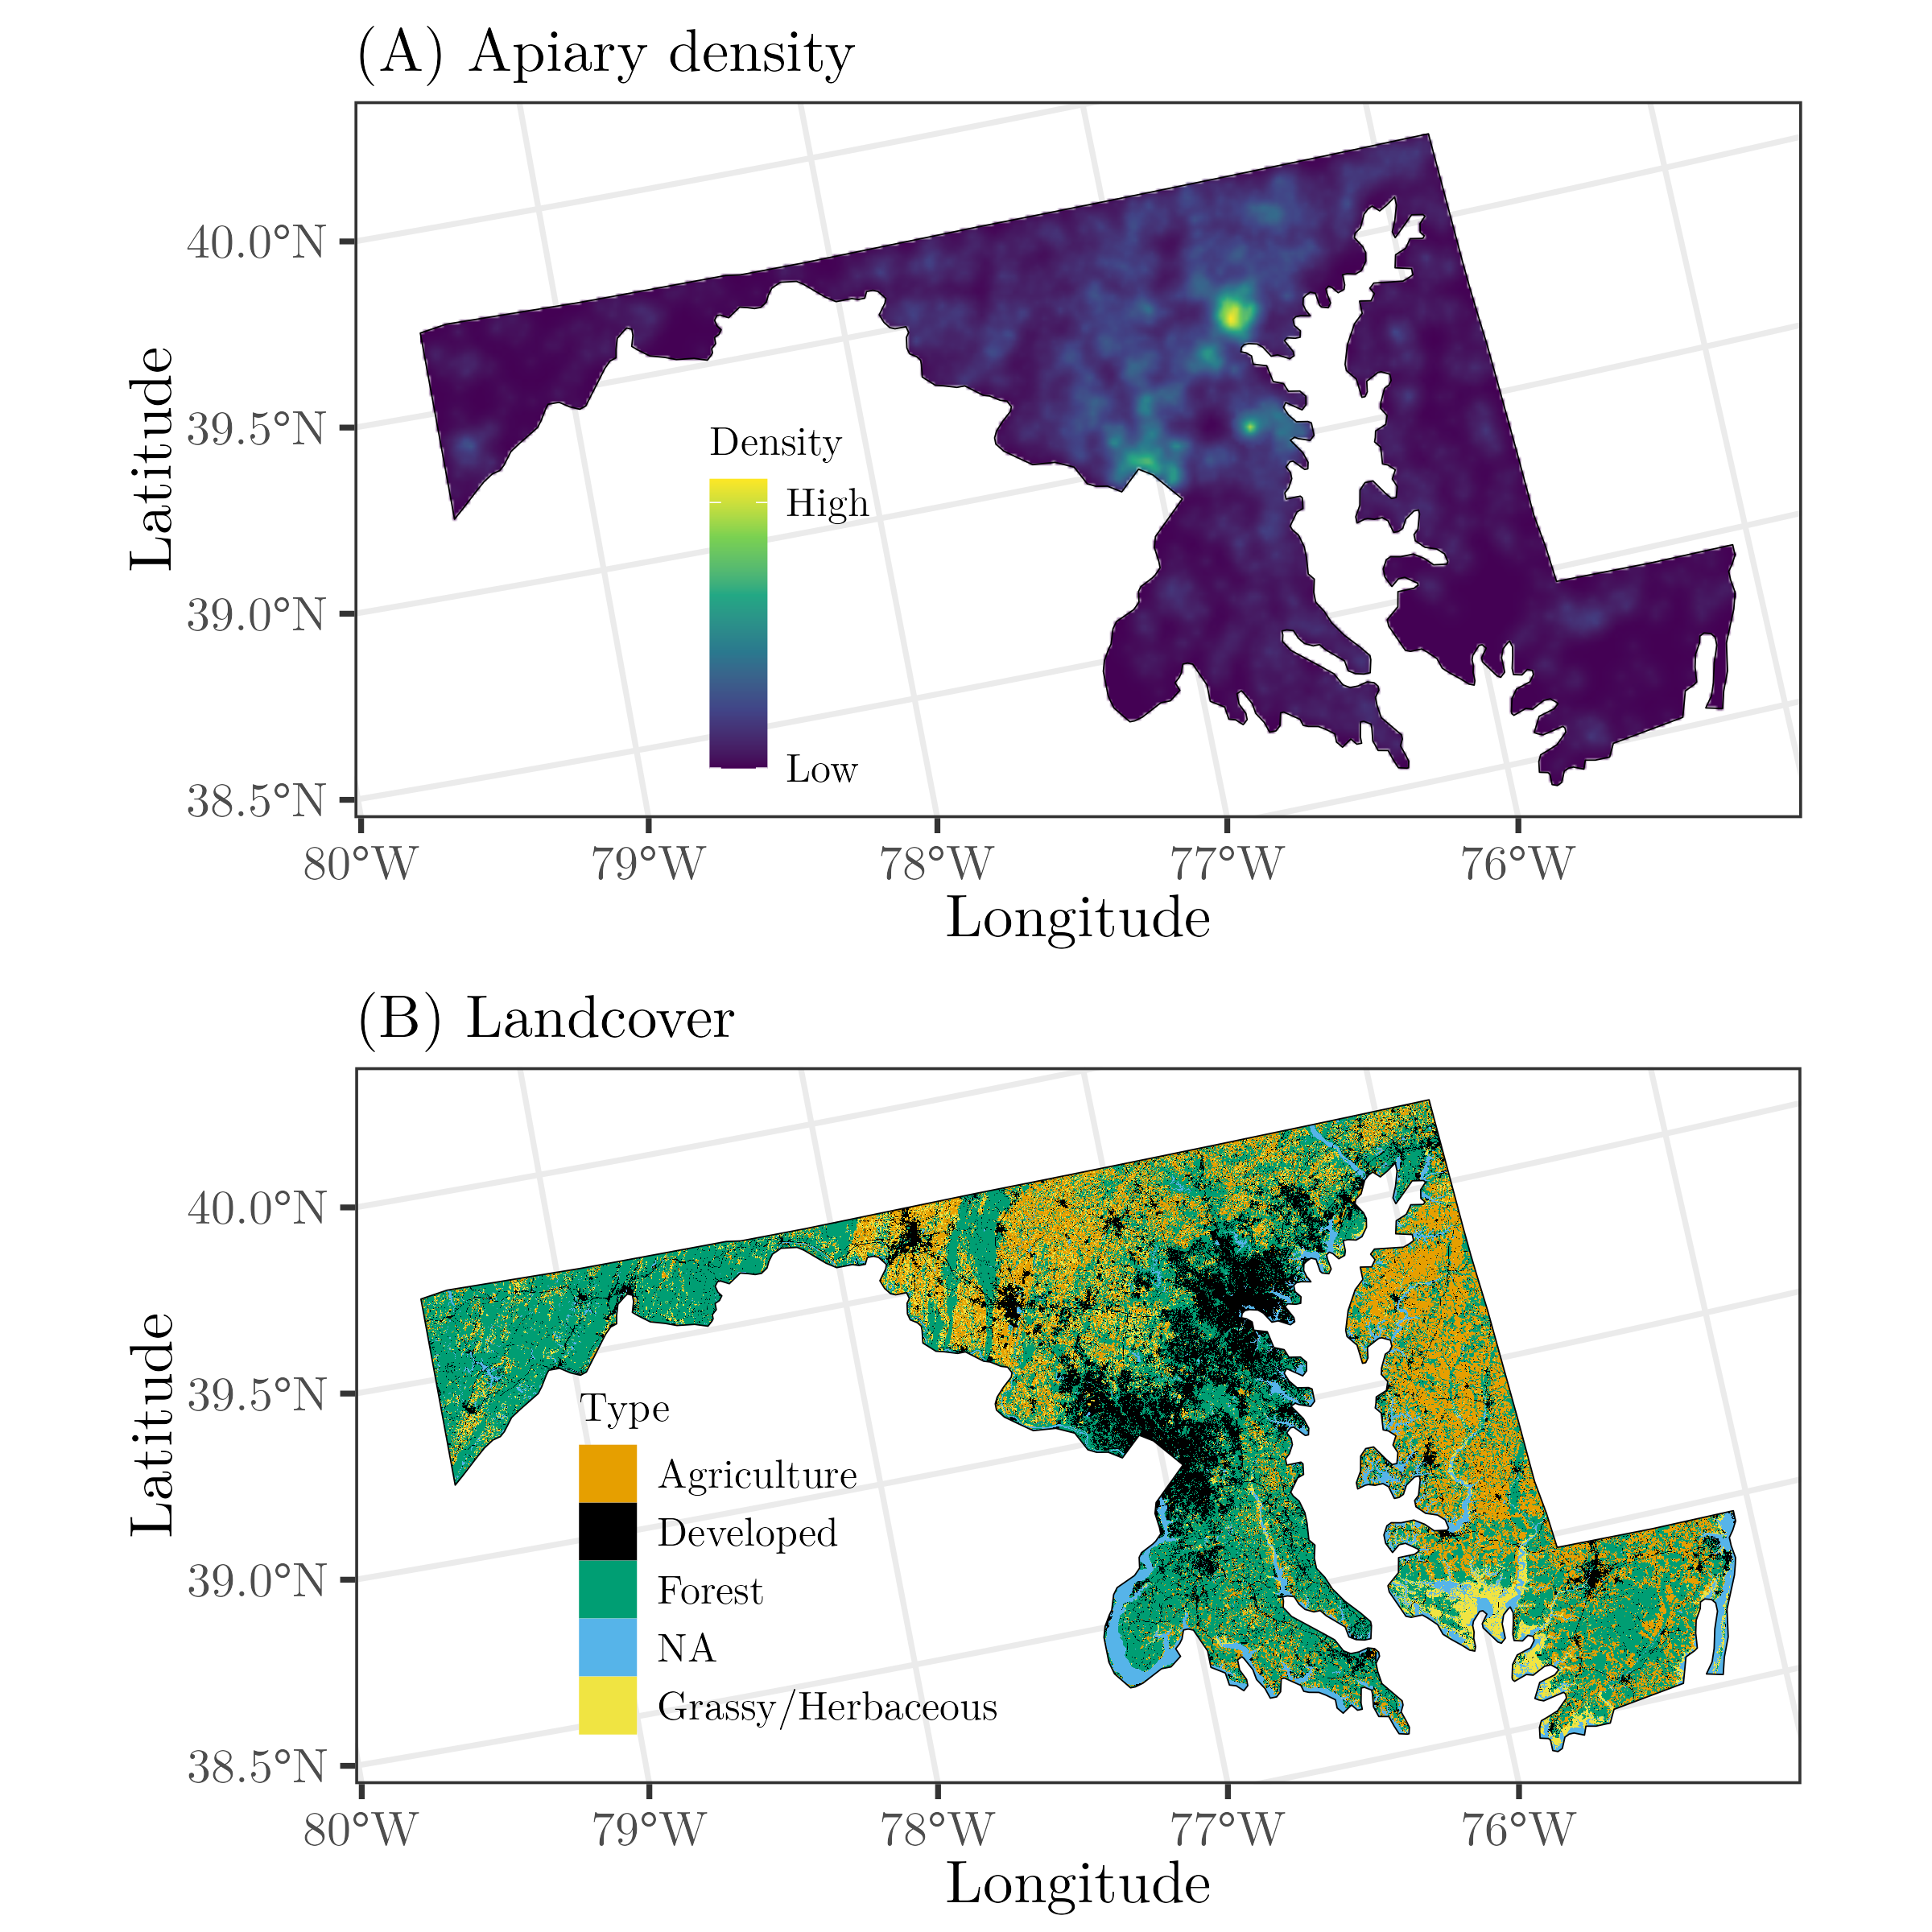 (A) Apiary density
Latitude
40.0°N
39.5°N
39.0°N
38.5°N
Density
High
Low
80°W 79°W 78°W 77°W 76°W
Longitude
(B) Landcover
Latitude
40.0°N
39.5°N
39.0°N
38.5°N
Type
Agriculture
Developed
Forest
NA
Grassy/Herbaceous
80°W 79°W 78°W 77°W 76°W
Longitude